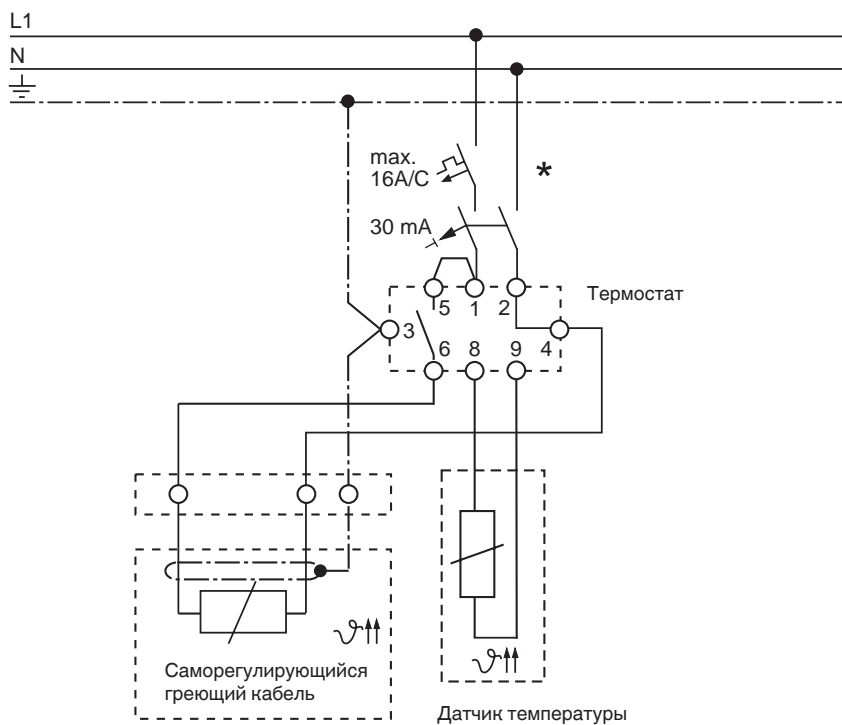 L1
N
max.
16A/C
*
30 mA
Термостат
5 1 2
3
6 8 9 4
Саморегулирующийся
греющий кабель
Датчик температуры